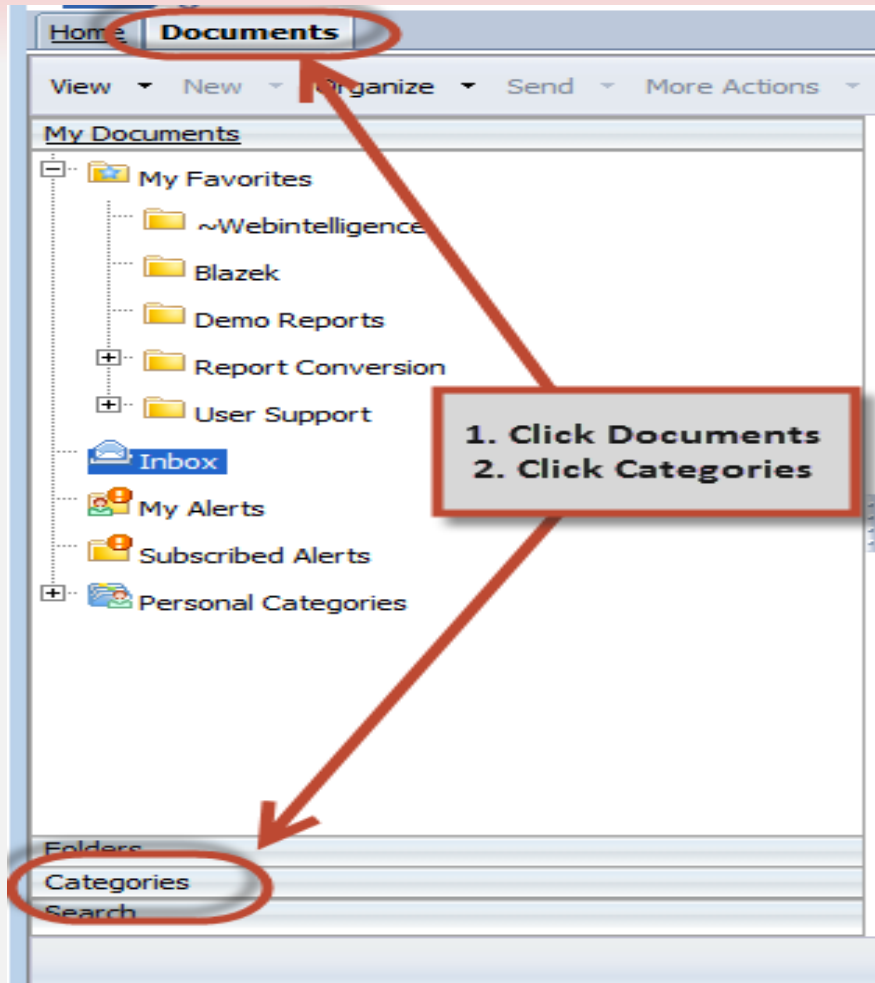 Home Documents
View New Organize Send More Actions
My Documents
My Favorites
~Webintelligence
Blazek
Demo Reports
Report Conversion
User Support
1. Click Documents
2. Click Categories
Inbox
My Alerts
Subscribed Alerts
Personal Categories
Folders
Categories
Search